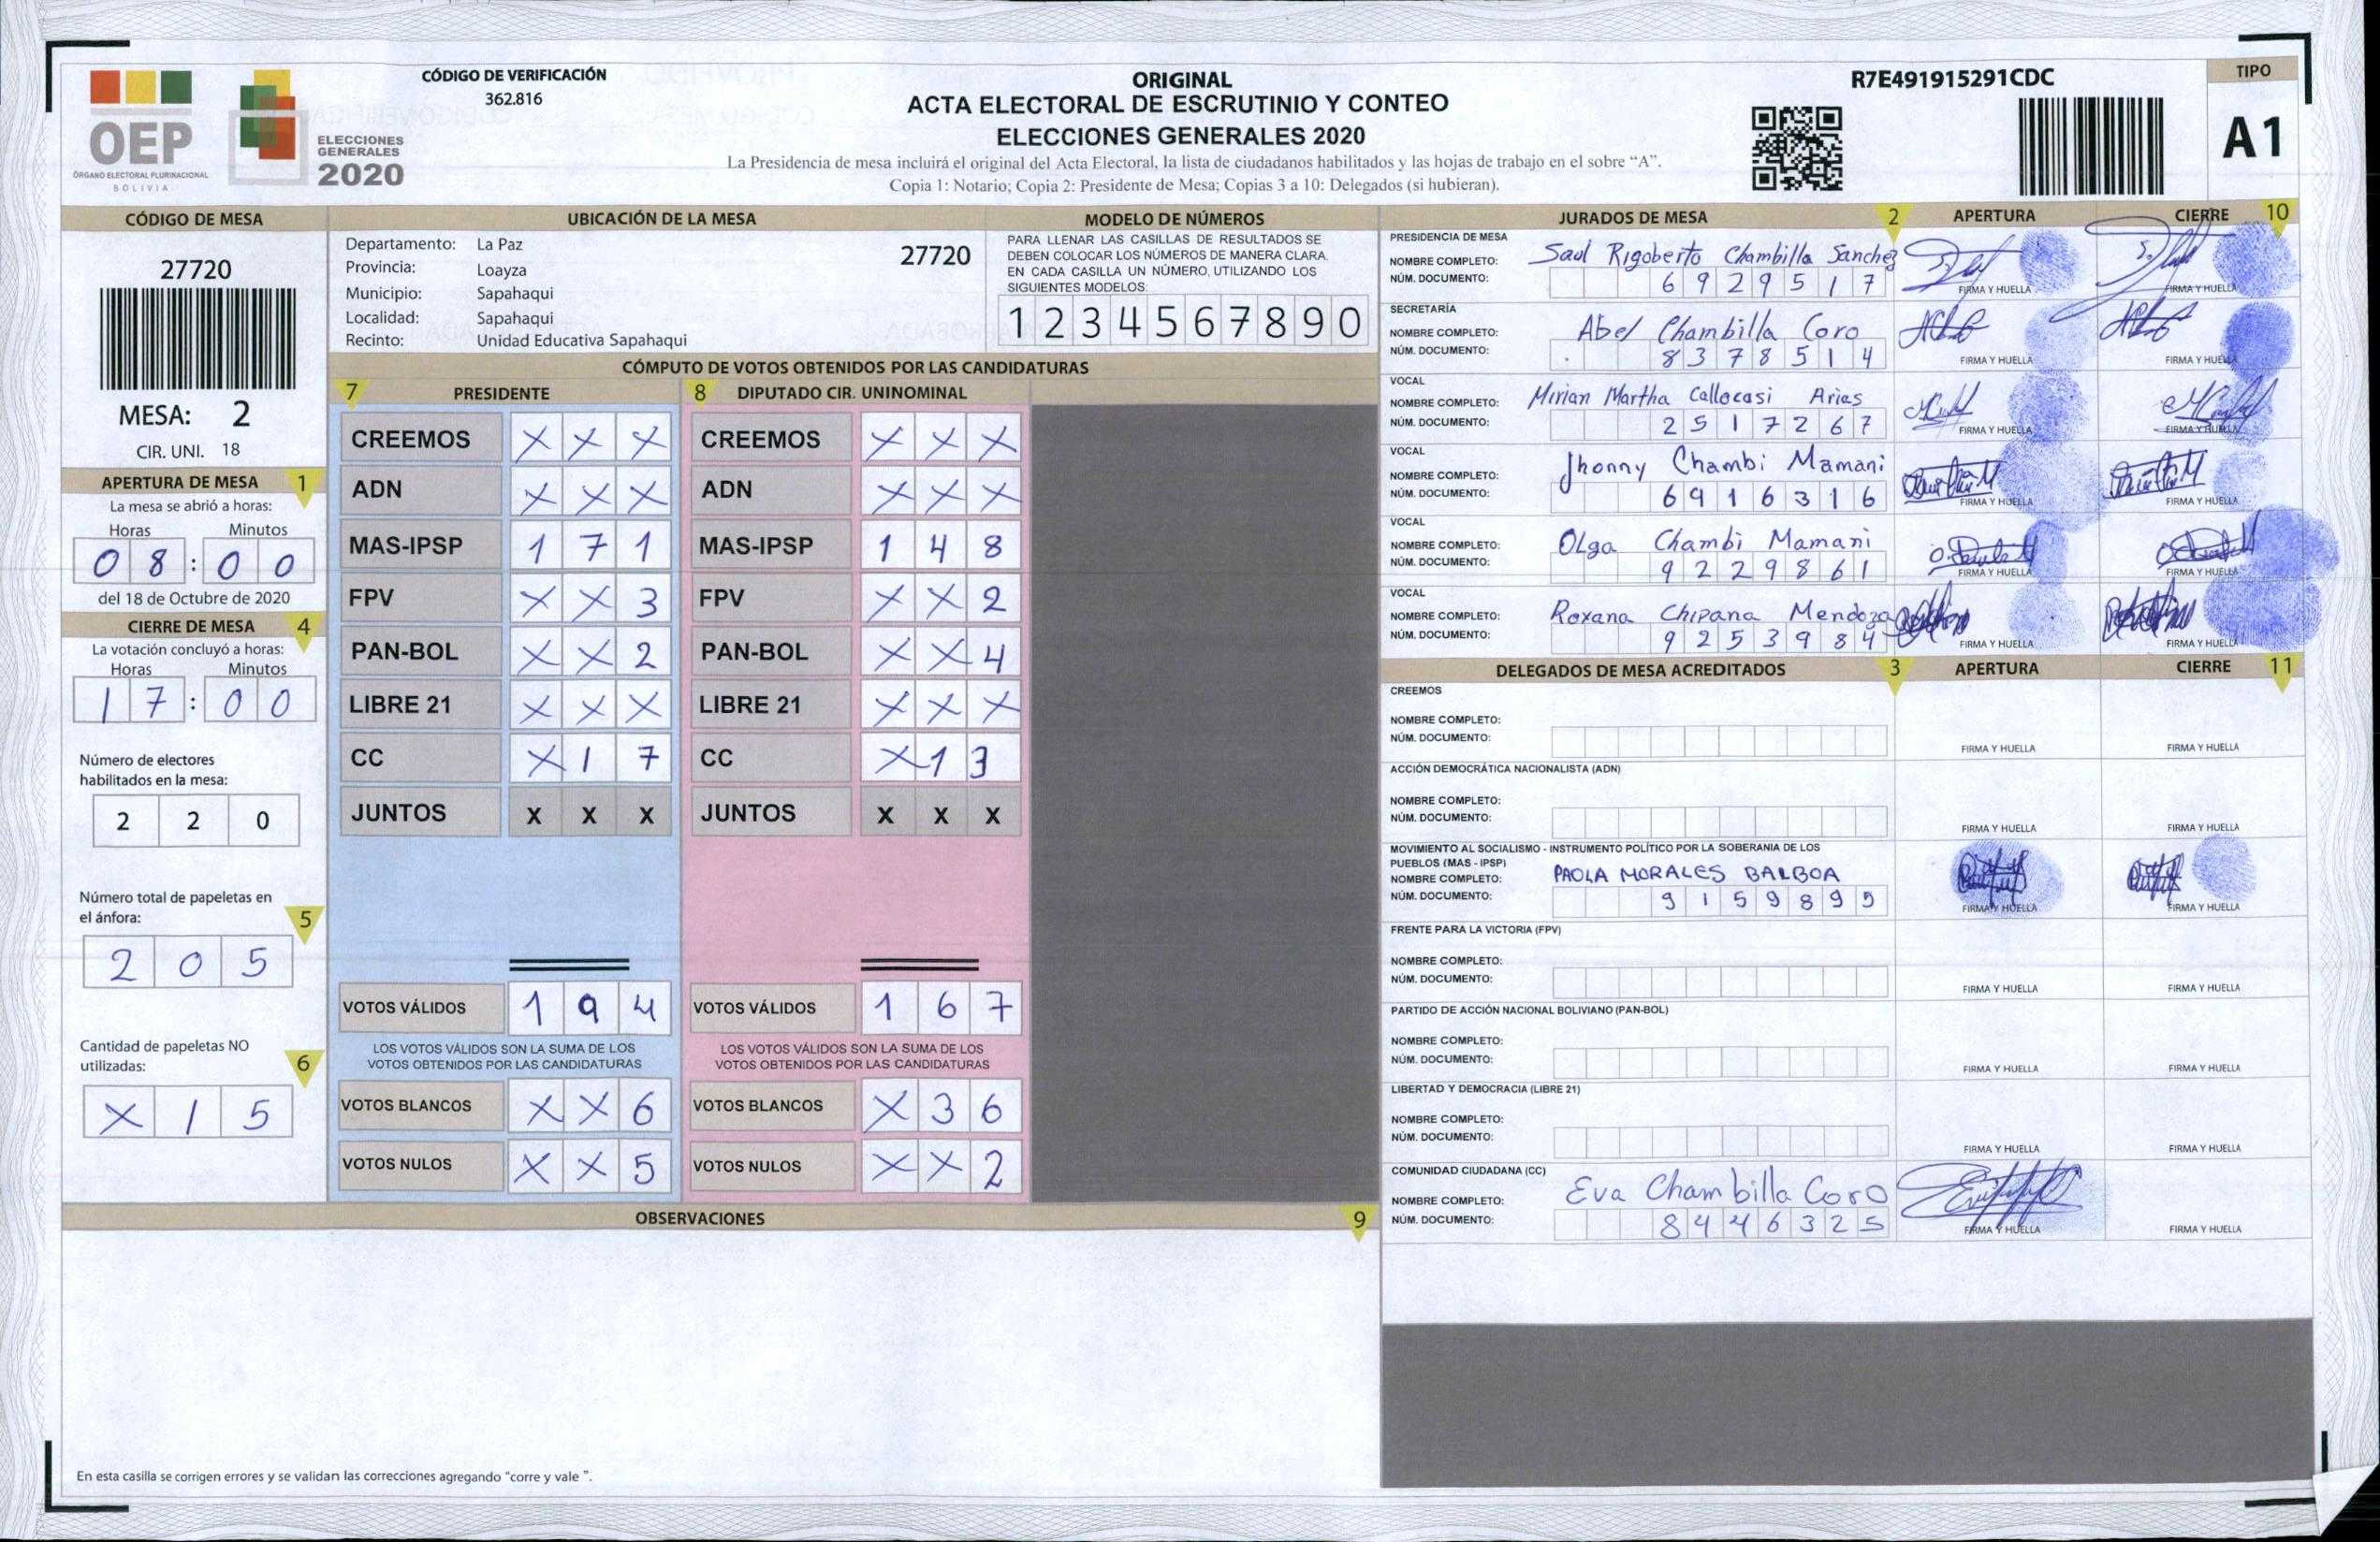 CÓDIGO DE VERIFICACIÓN
362.816
ORIGINAL
ACTA ELECTORAL DE ESCRUTINIO Y CONTEO
ELECCIONES GENERALES 2020
La Presidencia de mesa incluirá el original del Acta Electoral, la lista de ciudadanos habilitados y las hojas de trabajo en el sobre “A”.
Copia 1: Notario; Copia 2: Presidente de Mesa; Copias 3 a 10: Delegados (si hubieran).
R7E491915291CDC
TIPO
A1
OEP
ÓRGANO ELECTORAL PLURINACIONAL
BOLIVIA
ELECCIONES
GENERALES
2020
CÓDIGO DE MESA
27720
MESA: 2
CIR. UNI. 18
APERTURA DE MESA 1
La mesa se abrió a horas:
Horas Minutos
0 8 : 0 0
del 18 de Octubre de 2020
CIERRE DE MESA 4
La votación concluyó a horas:
Horas Minutos
1 7 : 0 0
Número de electores
habilitados en la mesa:
2 2 0
Número total de papeletas en
el ánfora: 5
2 0 5
Cantidad de papeletas NO
utilizadas: 6
X 1 5
UBICACIÓN DE LA MESA
Departamento: La Paz 27720
Provincia: Loayza
Municipio: Sapahaqui
Localidad: Sapahaqui
Recinto: Unidad Educativa Sapahaqui
MODELO DE NÚMEROS
PARA LLENAR LAS CASILLAS DE RESULTADOS SE
DEBEN COLOCAR LOS NÚMEROS DE MANERA CLARA.
EN CADA CASILLA UN NÚMERO, UTILIZANDO LOS
SIGUIENTES MODELOS:
1 2 3 4 5 6 7 8 9 0
CÓMPUTO DE VOTOS OBTENIDOS POR LAS CANDIDATURAS
7 PRESIDENTE
CREEMOS X X X
ADN X X X
MAS-IPSP 1 7 1
FPV X X 3
PAN-BOL X X 2
LIBRE 21 X X X
CC X 1 7
JUNTOS X X X
VOTOS VÁLIDOS 1 9 4
LOS VOTOS VÁLIDOS SON LA SUMA DE LOS
VOTOS OBTENIDOS POR LAS CANDIDATURAS
VOTOS BLANCOS X X 6
VOTOS NULOS X X 5
8 DIPUTADO CIR. UNINOMINAL
CREEMOS X X X
ADN X X X
MAS-IPSP 1 4 8
FPV X X 2
PAN-BOL X X 4
LIBRE 21 X X X
CC X 1 3
JUNTOS X X X
VOTOS VÁLIDOS 1 6 7
LOS VOTOS VÁLIDOS SON LA SUMA DE LOS
VOTOS OBTENIDOS POR LAS CANDIDATURAS
VOTOS BLANCOS X 3 6
VOTOS NULOS X X 2
OBSERVACIONES 9
En esta casilla se corrigen errores y se validan las correcciones agregando “corre y vale ”.
JURADOS DE MESA 2 APERTURA CIERRE 10
PRESIDENCIA DE MESA
NOMBRE COMPLETO: Saul Rigoberto Chambilla Sanchez
NÚM. DOCUMENTO: 6 9 2 9 5 1 7
FIRMA Y HUELLA FIRMA Y HUELLA
SECRETARÍA
NOMBRE COMPLETO: Abel Chambilla Coro
NÚM. DOCUMENTO: 8 3 7 8 5 1 4
FIRMA Y HUELLA FIRMA Y HUELLA
VOCAL
NOMBRE COMPLETO: Mirian Martha Callocasi Arias
NÚM. DOCUMENTO: 2 5 1 7 2 6 7
FIRMA Y HUELLA FIRMA Y HUELLA
VOCAL
NOMBRE COMPLETO: Jhonny Chambi Mamani
NÚM. DOCUMENTO: 6 9 1 6 3 1 6
FIRMA Y HUELLA FIRMA Y HUELLA
VOCAL
NOMBRE COMPLETO: Olga Chambi Mamani
NÚM. DOCUMENTO: 9 2 2 9 8 6 1
FIRMA Y HUELLA FIRMA Y HUELLA
VOCAL
NOMBRE COMPLETO: Roxana Chipana Mendoza
NÚM. DOCUMENTO: 9 2 5 3 9 8 4
FIRMA Y HUELLA FIRMA Y HUELLA
DELEGADOS DE MESA ACREDITADOS 3 APERTURA CIERRE 11
CREEMOS
NOMBRE COMPLETO:
NÚM. DOCUMENTO:
FIRMA Y HUELLA FIRMA Y HUELLA
ACCIÓN DEMOCRÁTICA NACIONALISTA (ADN)
NOMBRE COMPLETO:
NÚM. DOCUMENTO:
FIRMA Y HUELLA FIRMA Y HUELLA
MOVIMIENTO AL SOCIALISMO - INSTRUMENTO POLÍTICO POR LA SOBERANIA DE LOS
PUEBLOS (MAS - IPSP)
NOMBRE COMPLETO: PAOLA MORALES BALBOA
NÚM. DOCUMENTO: 9 1 5 9 8 9 5
FIRMA Y HUELLA FIRMA Y HUELLA
FRENTE PARA LA VICTORIA (FPV)
NOMBRE COMPLETO:
NÚM. DOCUMENTO:
FIRMA Y HUELLA FIRMA Y HUELLA
PARTIDO DE ACCIÓN NACIONAL BOLIVIANO (PAN-BOL)
NOMBRE COMPLETO:
NÚM. DOCUMENTO:
FIRMA Y HUELLA FIRMA Y HUELLA
LIBERTAD Y DEMOCRACIA (LIBRE 21)
NOMBRE COMPLETO:
NÚM. DOCUMENTO:
FIRMA Y HUELLA FIRMA Y HUELLA
COMUNIDAD CIUDADANA (CC)
NOMBRE COMPLETO: Eva Chambilla Coro
NÚM. DOCUMENTO: 8 4 4 6 3 2 5
FIRMA Y HUELLA FIRMA Y HUELLA